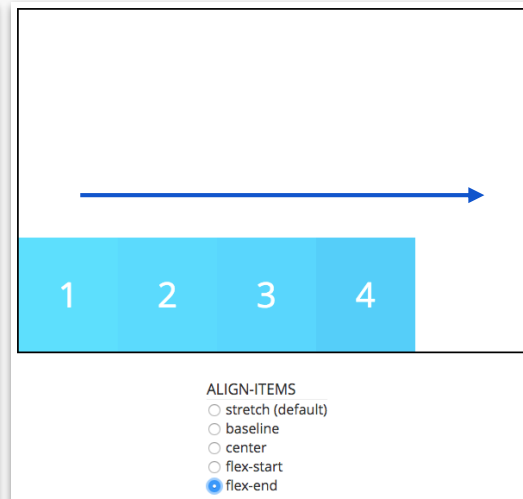 1 2 3 4
ALIGN-ITEMS
stretch (default)
baseline
center
flex-start
flex-end